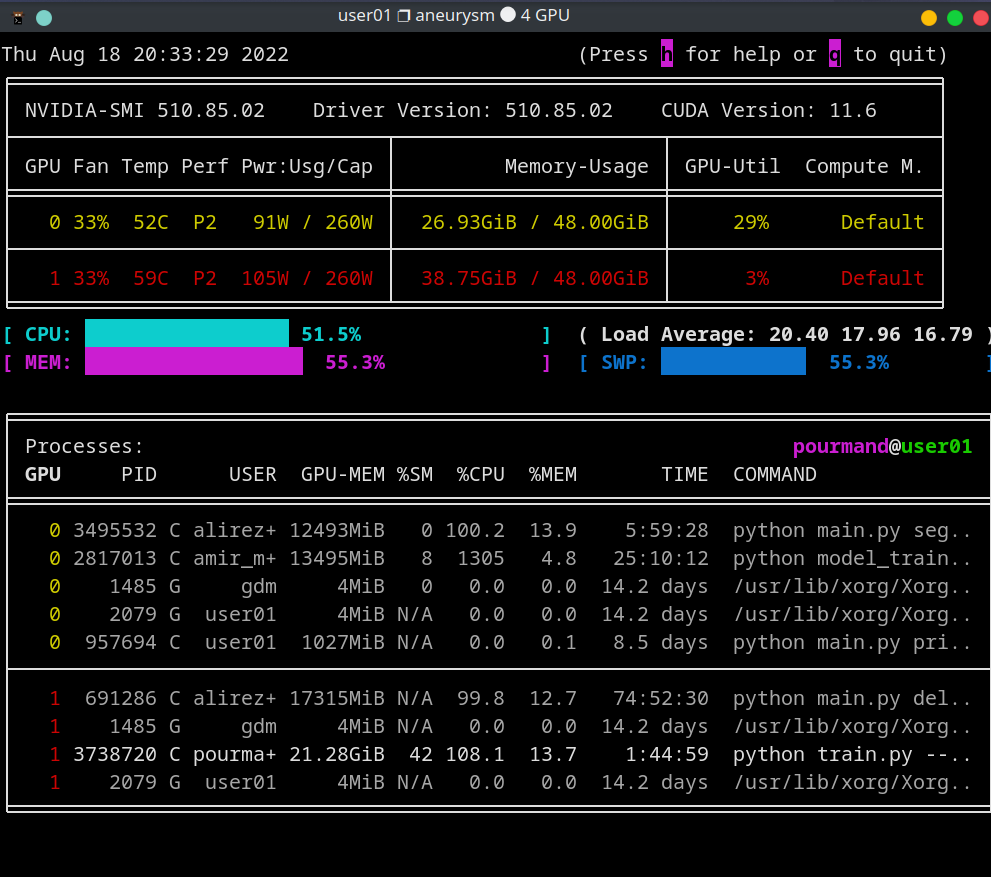 user01 aneurysm 4 GPU
Thu Aug 18 20:33:29 2022 (Press h for help or q to quit)
NVIDIA-SMI 510.85.02 Driver Version: 510.85.02 CUDA Version: 11.6
GPU Fan Temp Perf Pwr:Usg/Cap Memory-Usage GPU-Util Compute M.
0 33% 52C P2 91W / 260W 26.93GiB / 48.00GiB 29% Default
1 33% 59C P2 105W / 260W 38.75GiB / 48.00GiB 3% Default
[ CPU: 51.5% ] ( Load Average: 20.40 17.96 16.79 )
[ MEM: 55.3% ] [ SWP: 55.3% ]
Processes: pourmand@user01
GPU PID USER GPU-MEM %SM %CPU %MEM TIME COMMAND
0 3495532 C alirez+ 12493MiB 0 100.2 13.9 5:59:28 python main.py seg..
0 2817013 C amir_m+ 13495MiB 8 1305 4.8 25:10:12 python model_train..
0 1485 G gdm 4MiB 0 0.0 0.0 14.2 days /usr/lib/xorg/Xorg..
0 2079 G user01 4MiB N/A 0.0 0.0 14.2 days /usr/lib/xorg/Xorg..
0 957694 C user01 1027MiB 0.0 0.1 8.5 days python main.py pri..
1 691286 C alirez+ 17315MiB N/A 99.8 12.7 74:52:30 python main.py del..
1 1485 G gdm 4MiB 0.0 0.0 14.2 days /usr/lib/xorg/Xorg..
1 3738720 C pourma+ 21.28GiB 42 108.1 13.7 1:44:59 python train.py --..
1 2079 G user01 4MiB N/A 0.0 0.0 14.2 days /usr/lib/xorg/Xorg..